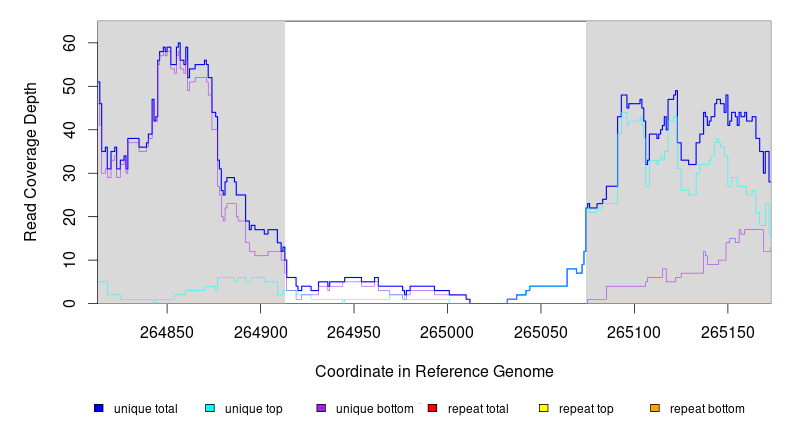 60
50
40
30
20
10
0
Read Coverage Depth
264850 264900 264950 265000 265050 265100 265150
Coordinate in Reference Genome
unique total unique top unique bottom repeat total repeat top repeat bottom